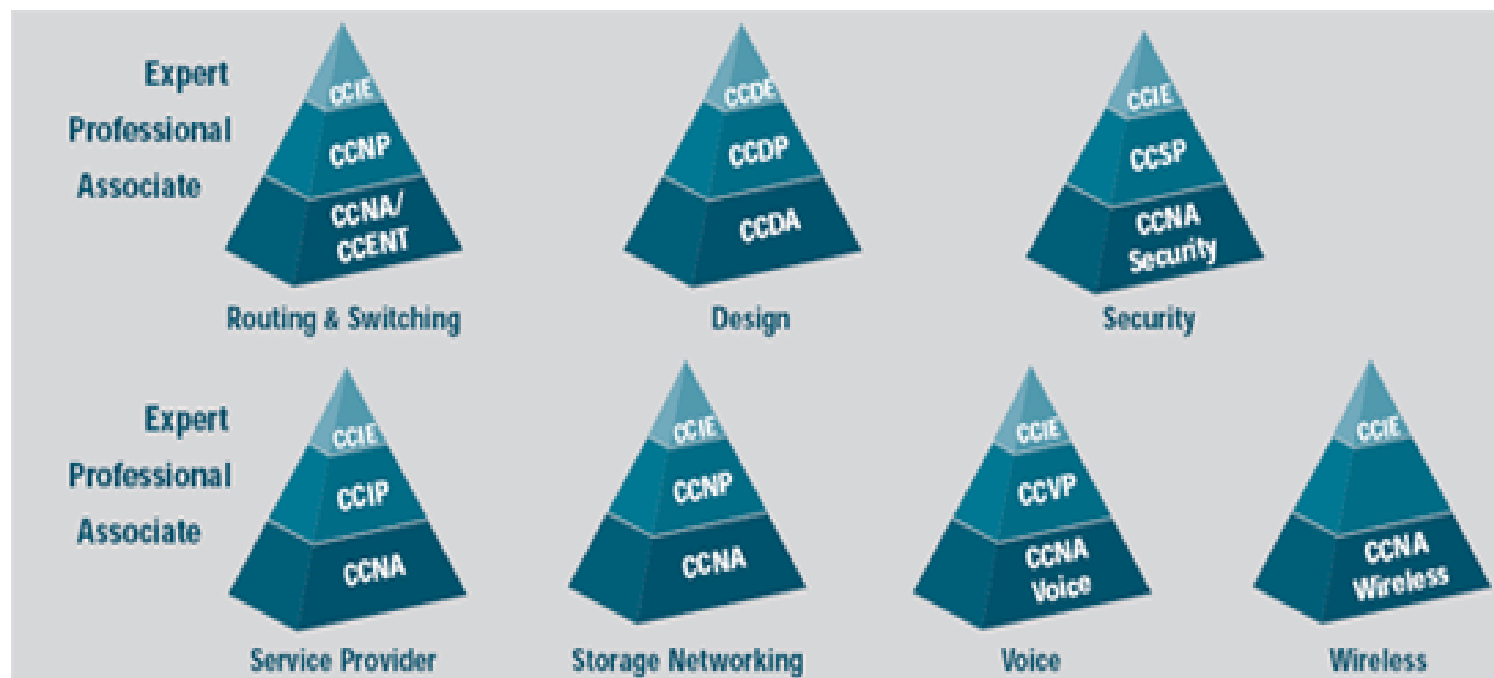 Expert
Professional
Associate
CCIE
CCNP
CCNA/
CCENT
Routing & Switching
CCDE
CCDP
CCDA
Design
CCIE
CCSP
CCNA
Security
Security
Expert
Professional
Associate
CCIE
CCIP
CCNA
Service Provider
CCIE
CCNP
CCNA
Storage Networking
CCIE
CCVP
CCNA
Voice
Voice
CCIE
CCNA
Wireless
Wireless